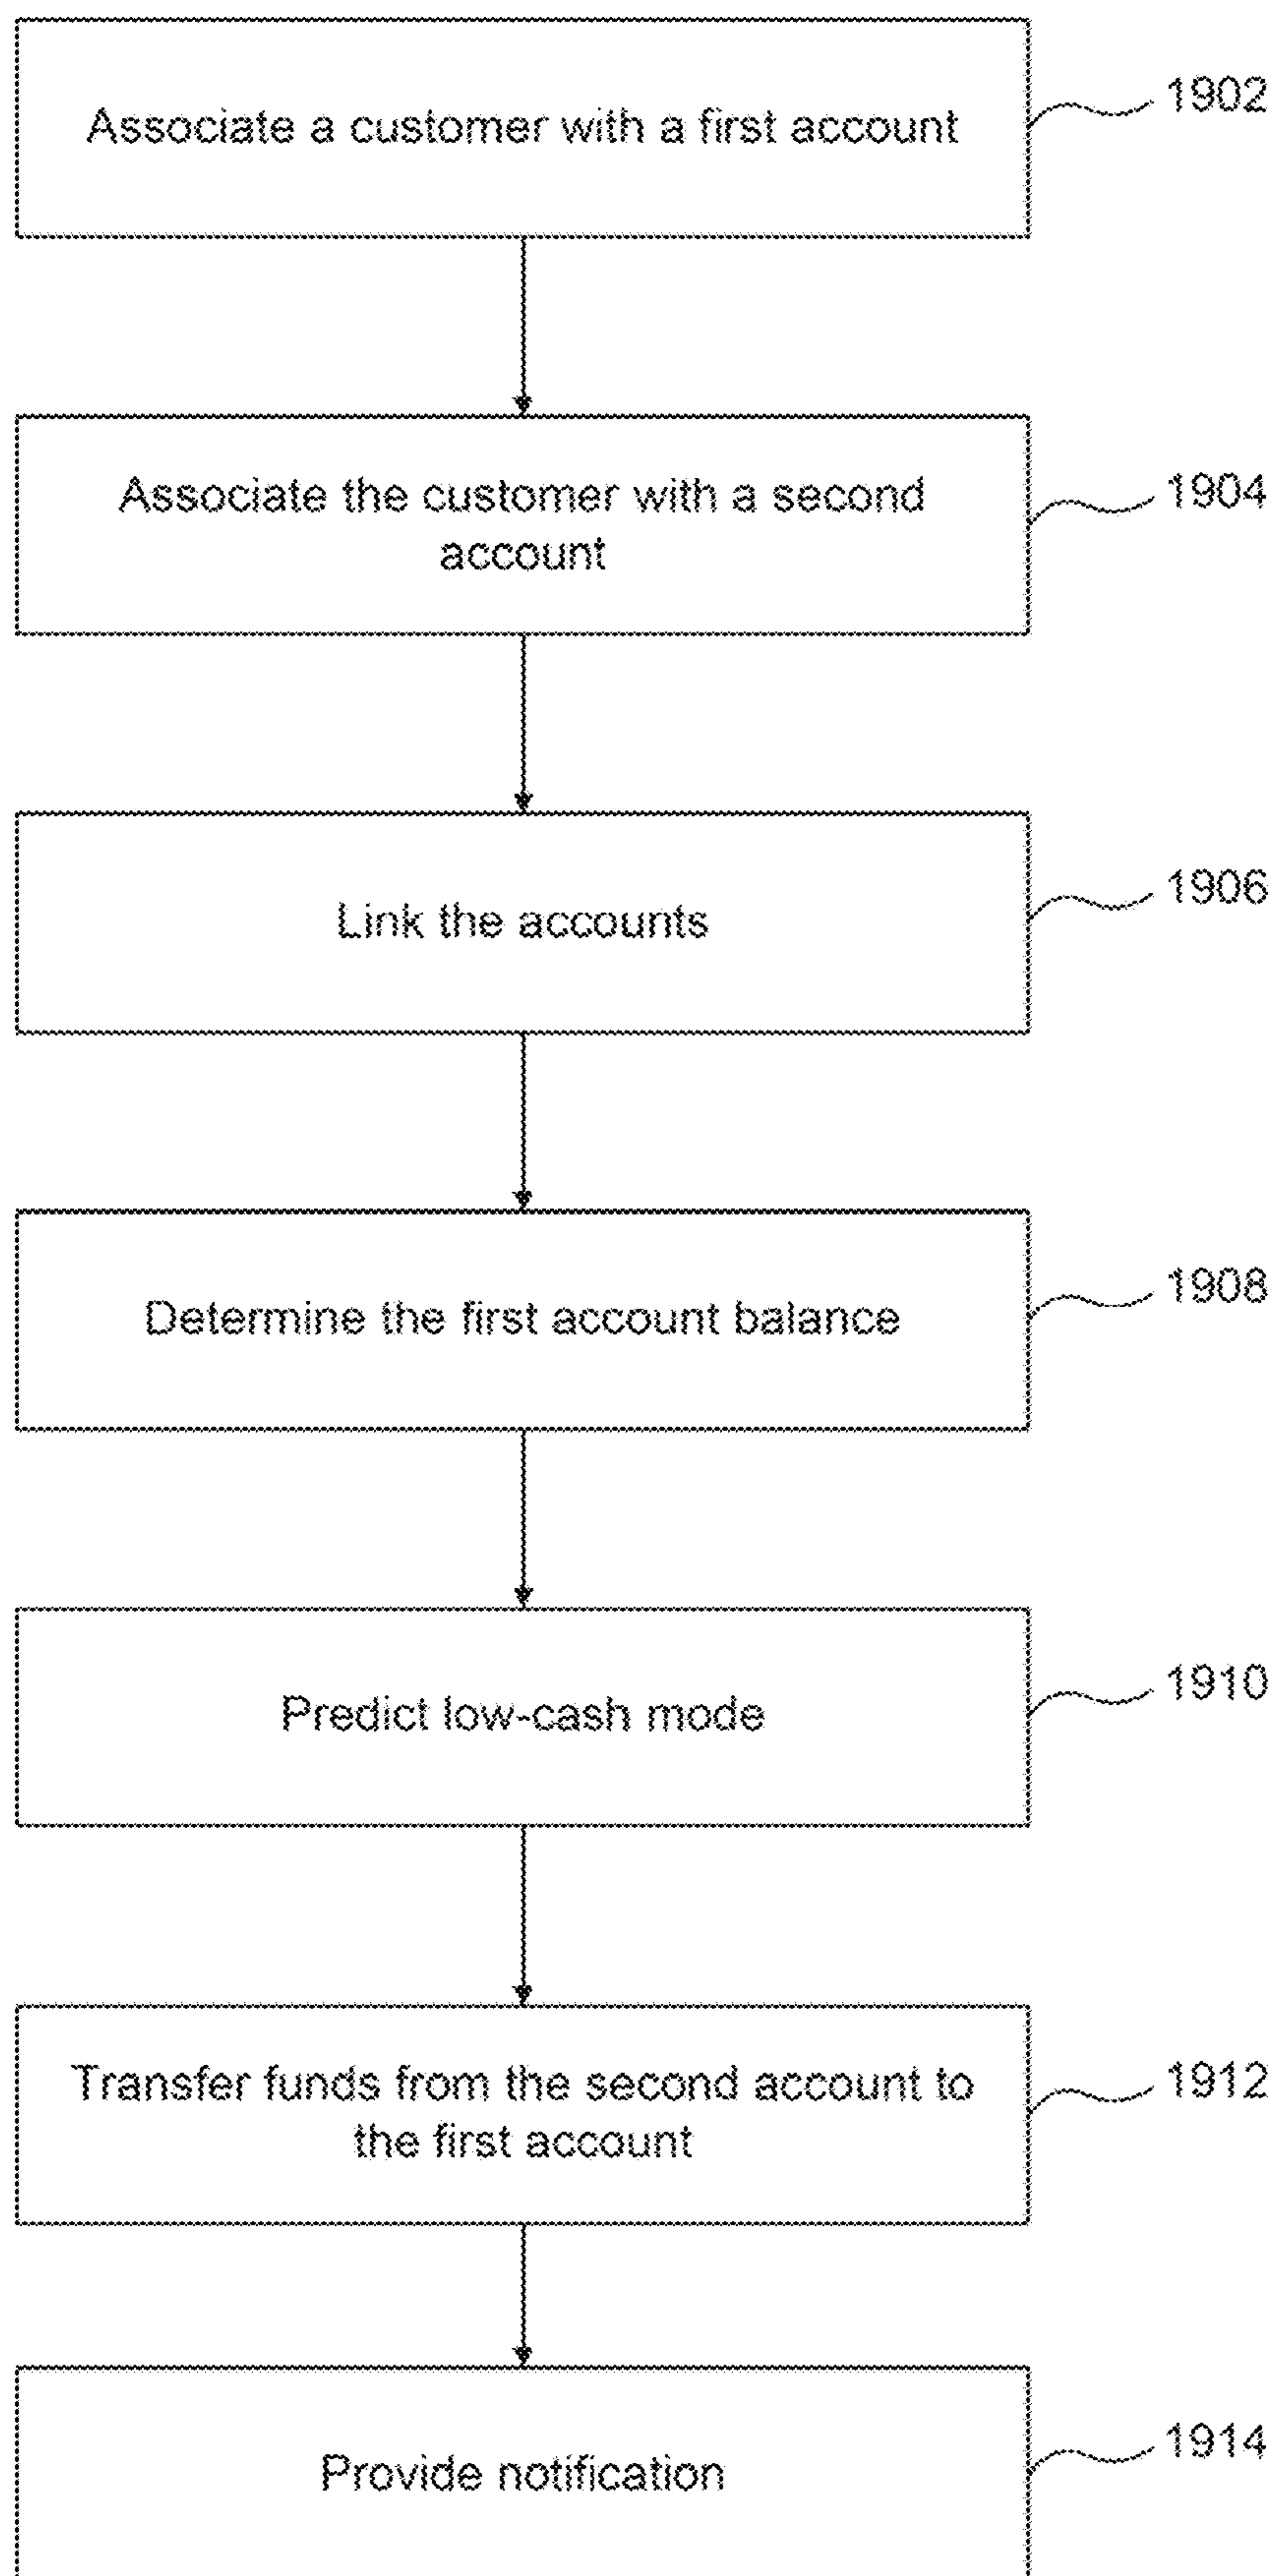 Associate a customer with a first account
1902
Associate the customer with a second
account
1904
Link the accounts
1906
Determine the first account balance
1908
Predict low-cash mode
1910
Transfer funds from the second account to
the first account
1912
Provide notification
1914